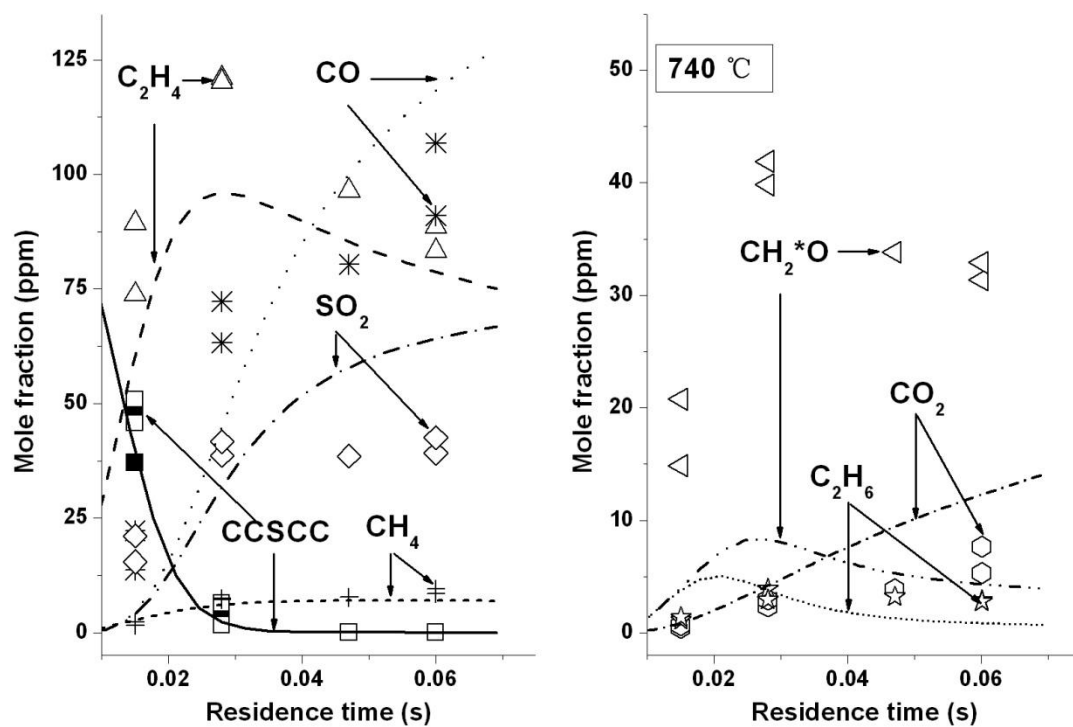 125
100
75
50
25
0
Mole fraction (ppm)
C2H4
CO
SO2
CCSCC
CH4
0.02
0.04
0.06
Residence time (s)
740 ℃
50
40
30
20
10
0
Mole fraction (ppm)
CH2*O
CO2
C2H6
0.02
0.04
0.06
Residence time (s)